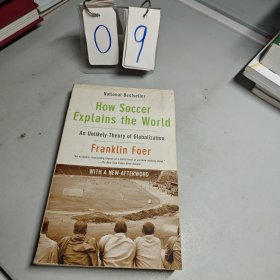 0 9
National Bestseller
How Soccer
Explains the World
An Unlikely Theory of Globalization
Franklin Foer
WITH A NEW AFTERWORD